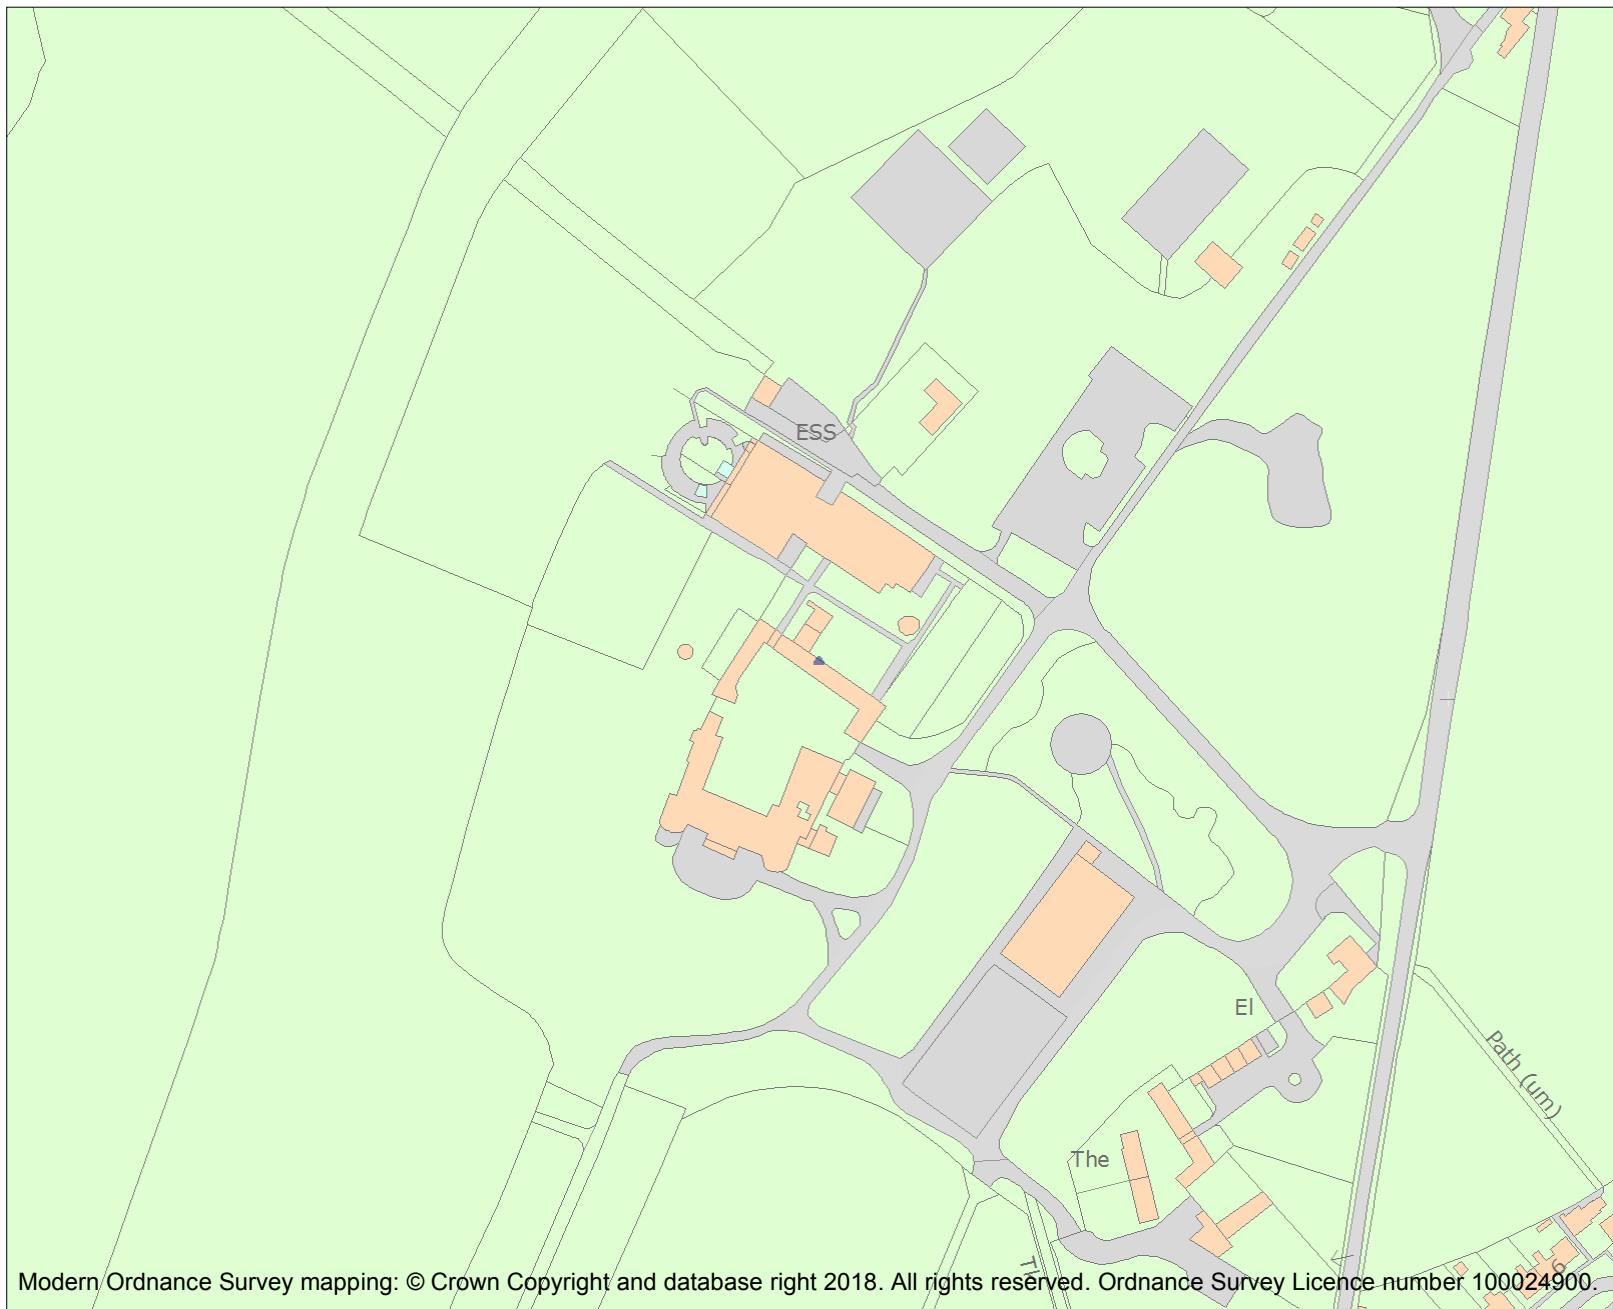 ESS
El
Path (um)
The
Modern Ordnance Survey mapping: © Crown Copyright and database right 2018. All rights reserved. Ordnance Survey Licence number 100024900.